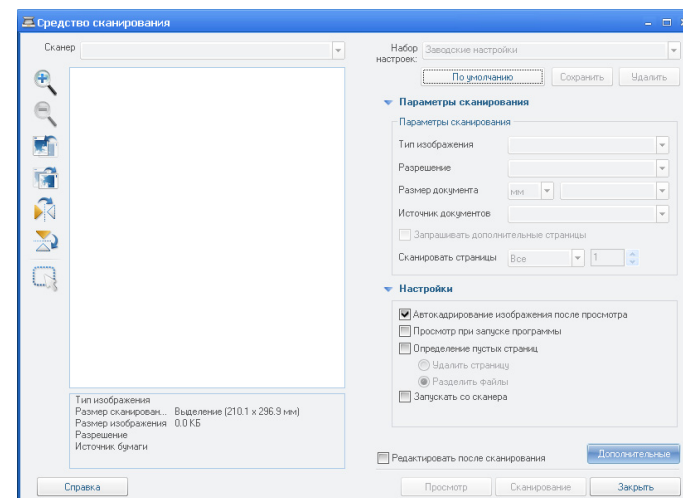 Средство сканирования
Сканер
Набор настроек:
Заводские настройки
По умолчанию
Сохранить
Удалить
Параметры сканирования
Параметры сканирования
Тип изображения
Разрешение
Размер документа
мм
Источник документов
Запрашивать дополнительные страницы
Сканировать страницы
Все
1
Настройки
Автокадрирование изображения после просмотра
Просмотр при запуске программы
Определение пустых страниц
Удалить страницу
Разделить файлы
Запускать со сканера
Тип изображения
Размер сканирован... Выделение (210.1 x 296.9 мм)
Размер изображения 0.0 КБ
Разрешение
Источник бумаги
Редактировать после сканирования
Дополнительные
Справка
Просмотр
Сканирование
Закрыть